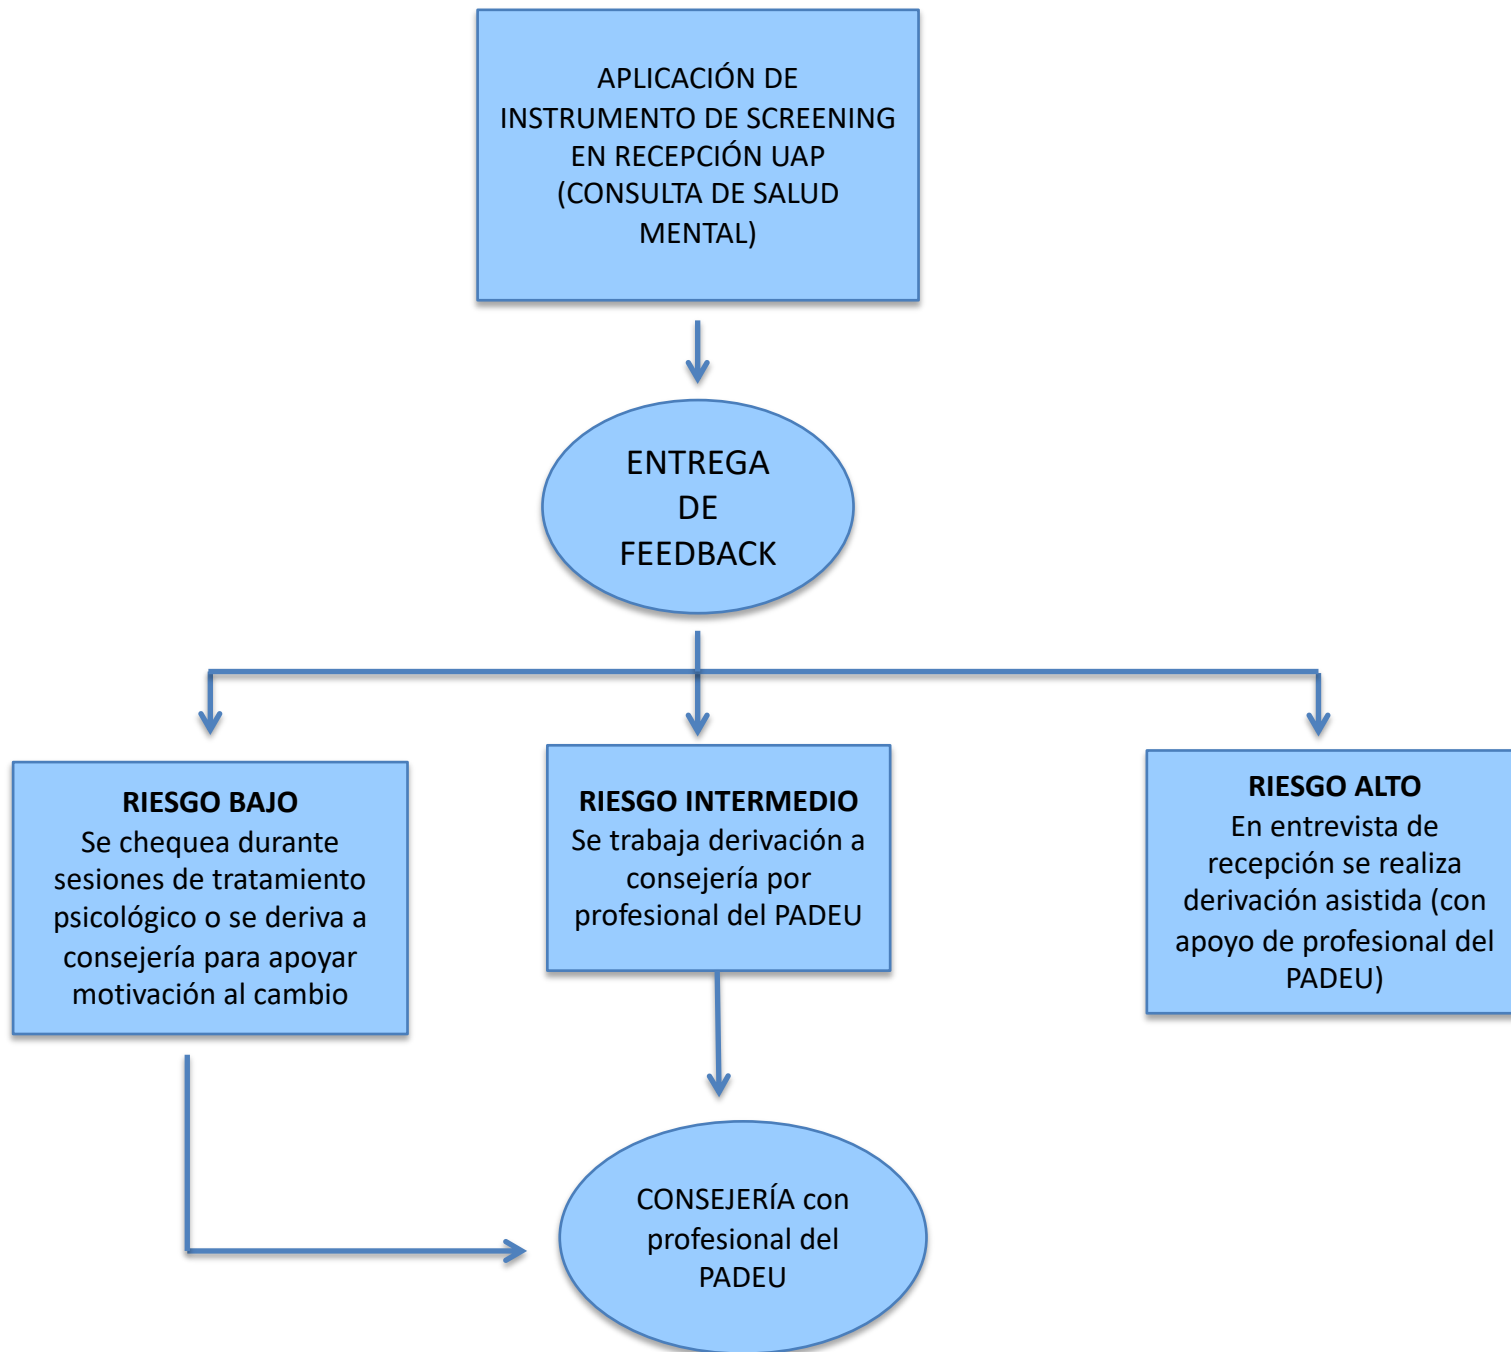 APLICACIÓN DE
INSTRUMENTO DE SCREENING
EN RECEPCIÓN UAP
(CONSULTA DE SALUD
MENTAL)
ENTREGA
DE
FEEDBACK
RIESGO BAJO
Se chequea durante
sesiones de tratamiento
psicológico o se deriva a
consejería para apoyar
motivación al cambio
RIESGO INTERMEDIO
Se trabaja derivación a
consejería por
profesional del PADEU
RIESGO ALTO
En entrevista de
recepción se realiza
derivación asistida (con
apoyo de profesional del
PADEU)
CONSEJERÍA con
profesional del
PADEU